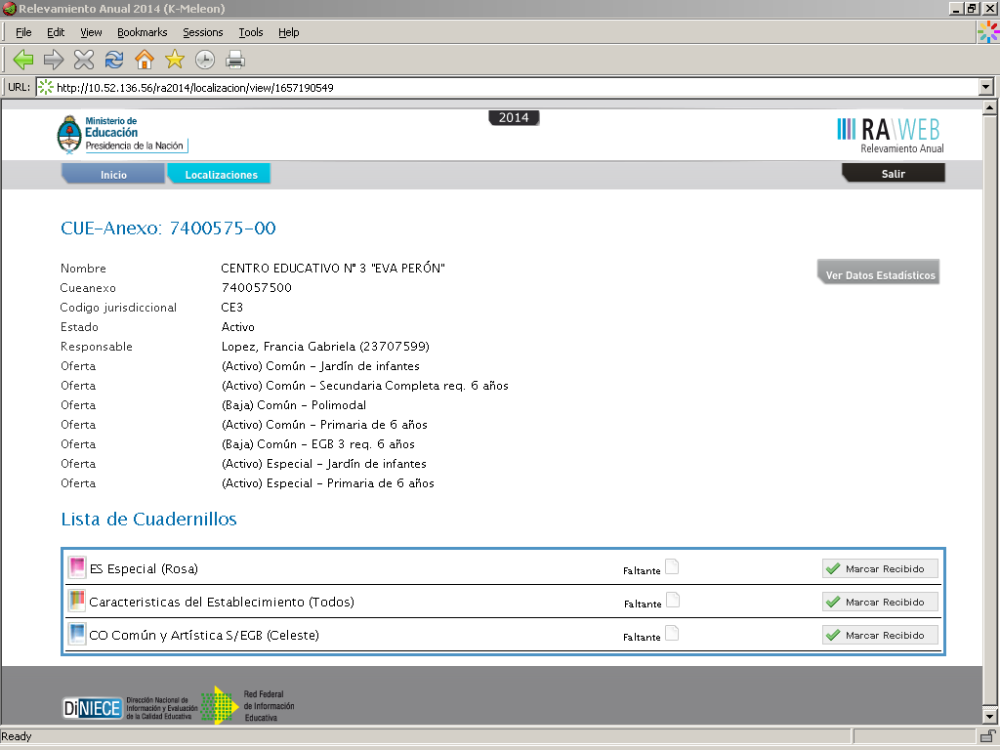 Relevamiento Anual 2014 (K-Meleon)
File Edit View Bookmarks Sessions Tools Help
URL: http://10.52.136.56/ra2014/localizacion/view/1657190549
2014
Ministerio de
Educación
Presidencia de la Nación
RA\WEB
Relevamiento Anual
Inicio Localizaciones Salir
CUE-Anexo: 7400575-00
Nombre CENTRO EDUCATIVO N° 3 "EVA PERÓN"
Ver Datos Estadísticos
Cueanexo 740057500
Codigo jurisdiccional CE3
Estado Activo
Responsable Lopez, Francia Gabriela (23707599)
Oferta (Activo) Común - Jardín de infantes
Oferta (Activo) Común - Secundaria Completa req. 6 años
Oferta (Baja) Común - Polimodal
Oferta (Activo) Común - Primaria de 6 años
Oferta (Baja) Común - EGB 3 req. 6 años
Oferta (Activo) Especial - Jardín de infantes
Oferta (Activo) Especial - Primaria de 6 años
Lista de Cuadernillos
ES Especial (Rosa) Faltante Marcar Recibido
Caracteristicas del Establecimiento (Todos) Faltante Marcar Recibido
CO Común y Artística S/EGB (Celeste) Faltante Marcar Recibido
DiNIECE
Dirección Nacional de
Información y Evaluación
de la Calidad Educativa
Red Federal
de Información
Educativa
Ready